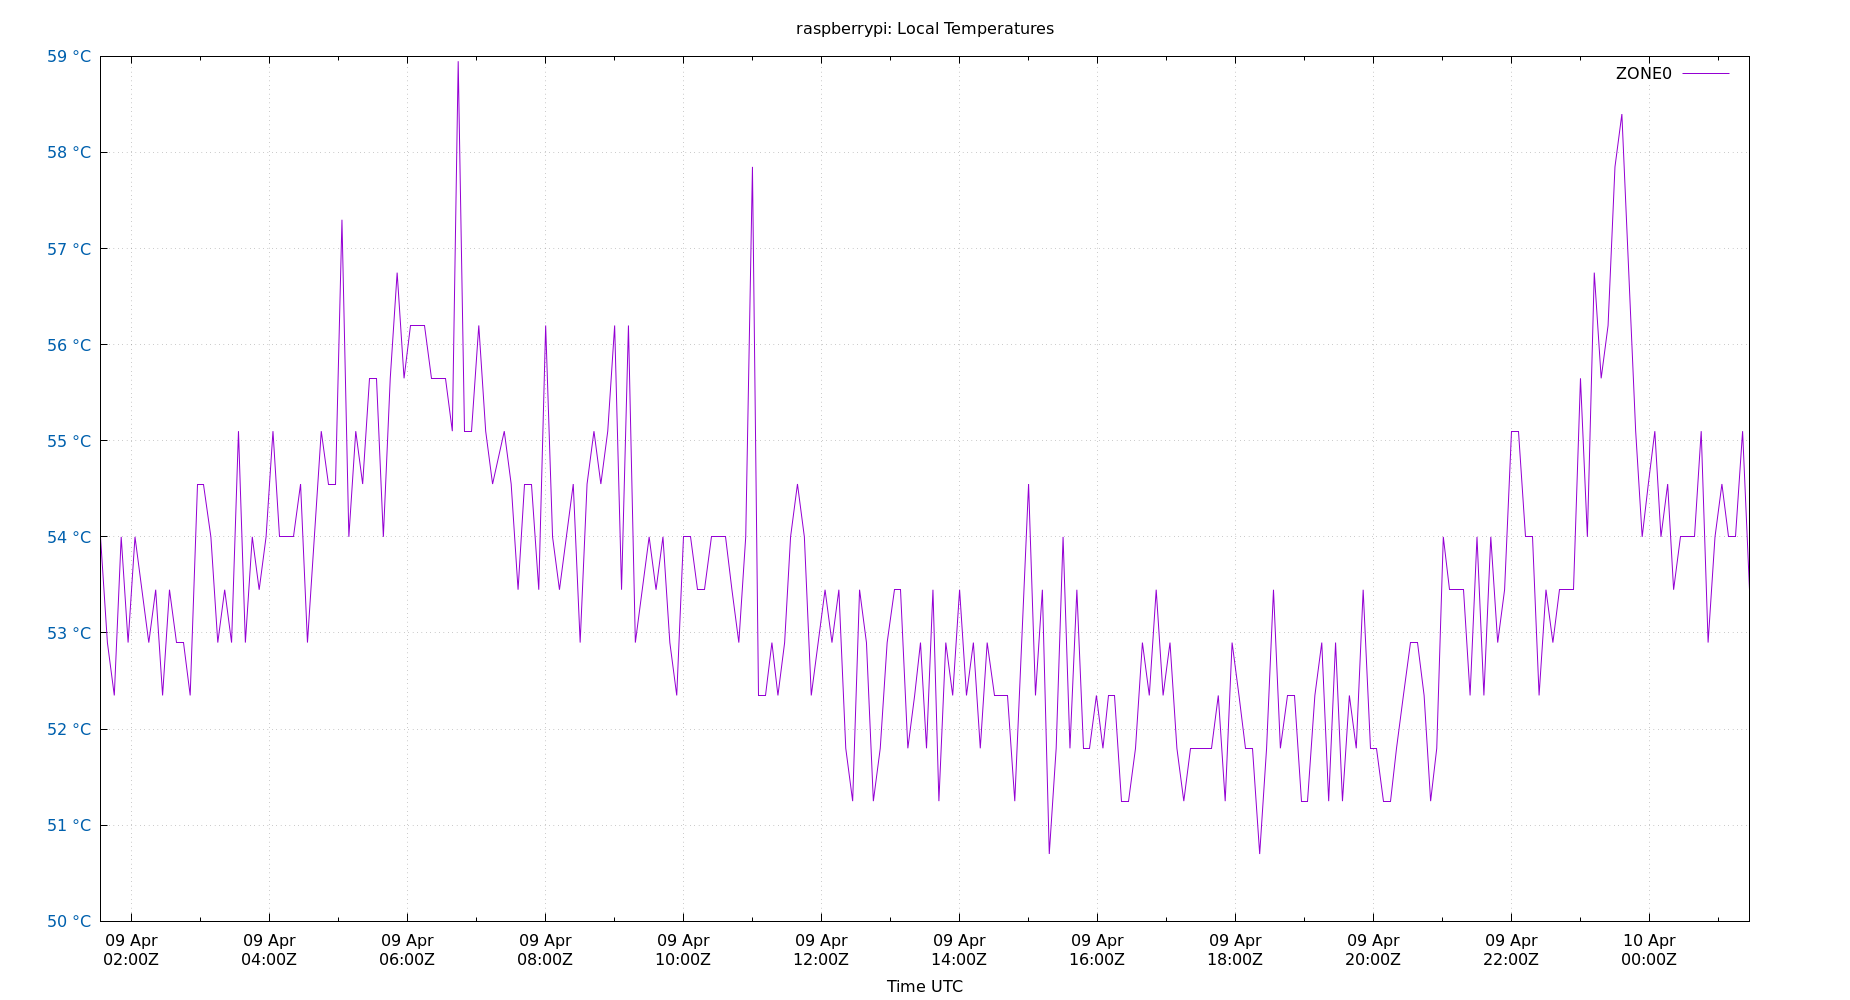 raspberrypi: Local Temperatures
ZONE0
59 °C
58 °C
57 °C
56 °C
55 °C
54 °C
53 °C
52 °C
51 °C
50 °C
09 Apr 09 Apr 09 Apr 09 Apr 09 Apr 09 Apr 09 Apr 09 Apr 09 Apr 09 Apr 09 Apr 10 Apr
02:00Z 04:00Z 06:00Z 08:00Z 10:00Z 12:00Z 14:00Z 16:00Z 18:00Z 20:00Z 22:00Z 00:00Z
Time UTC